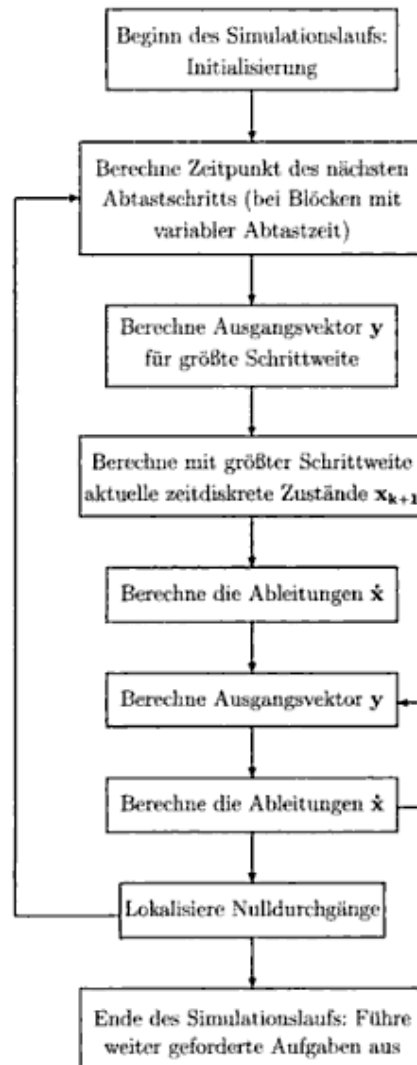 Beginn des Simulationslaufs:
Initialisierung
Berechne Zeitpunkt des nächsten
Abtastschritts (bei Blöcken mit
variabler Abtastzeit)
Berechne Ausgangsvektor y
für größte Schrittweite
Berechne mit größter Schrittweite
aktuelle zeitdiskrete Zustände xₖ₊₁
Berechne die Ableitungen ẋ
Berechne Ausgangsvektor y
Berechne die Ableitungen ẋ
Lokalisiere Nulldurchgänge
Ende des Simulationslaufs: Führe
weiter geforderte Aufgaben aus